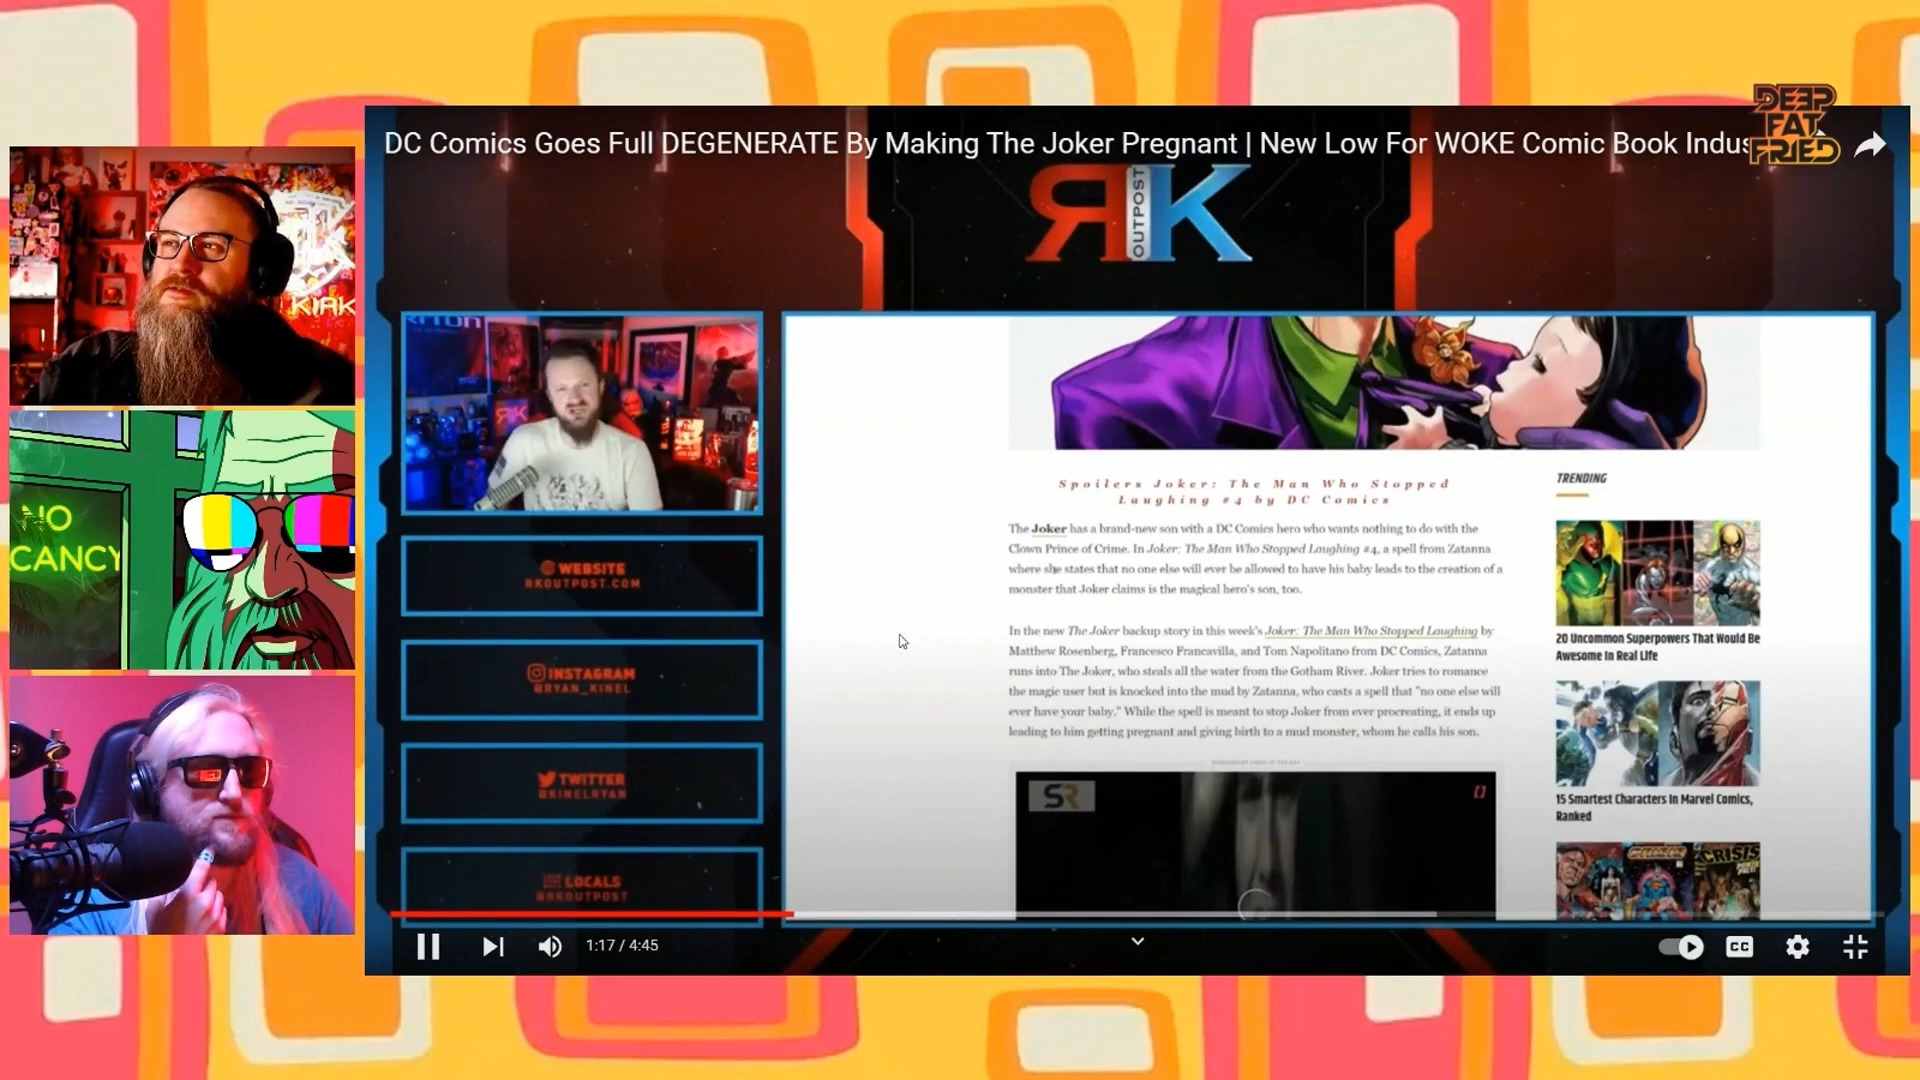 DC Comics Goes Full DEGENERATE By Making The Joker Pregnant | New Low For WOKE Comic Book Indus
DEEP
FAT
FRIED
RK
OUTPOST
KIRK
NO
CANCY
RK
WEBSITE
RKOUTPOST.COM
INSTAGRAM
@RYAN_KINEL
TWITTER
@KINELRYAN
LOCALS
@RKOUTPOST
Spoilers Joker: The Man Who Stopped
Laughing #4 by DC Comics
The Joker has a brand-new son with a DC Comics hero who wants nothing to do with the
Clown Prince of Crime. In Joker: The Man Who Stopped Laughing #4, a spell from Zatanna
where she states that no one else will ever be allowed to have his baby leads to the creation of a
monster that Joker claims is the magical hero's son, too.
In the new The Joker backup story in this week's Joker: The Man Who Stopped Laughing by
Matthew Rosenberg, Francesco Francavilla, and Tom Napolitano from DC Comics, Zatanna
runs into The Joker, who steals all the water from the Gotham River. Joker tries to romance
the magic user but is knocked into the mud by Zatanna, who casts a spell that "no one else will
ever have your baby." While the spell is meant to stop Joker from ever procreating, it ends up
leading to him getting pregnant and giving birth to a mud monster, whom he calls his son.
SR
TRENDING
20 Uncommon Superpowers That Would Be
Awesome In Real Life
15 Smartest Characters In Marvel Comics,
Ranked
CRISIS
1:17 / 4:45
CC